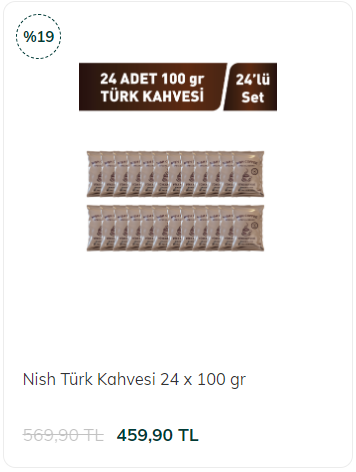 %19
24 ADET 100 gr
TÜRK KAHVESİ
24'lü
Set
Nish Türk Kahvesi 24 x 100 gr
569,90 TL 459,90 TL